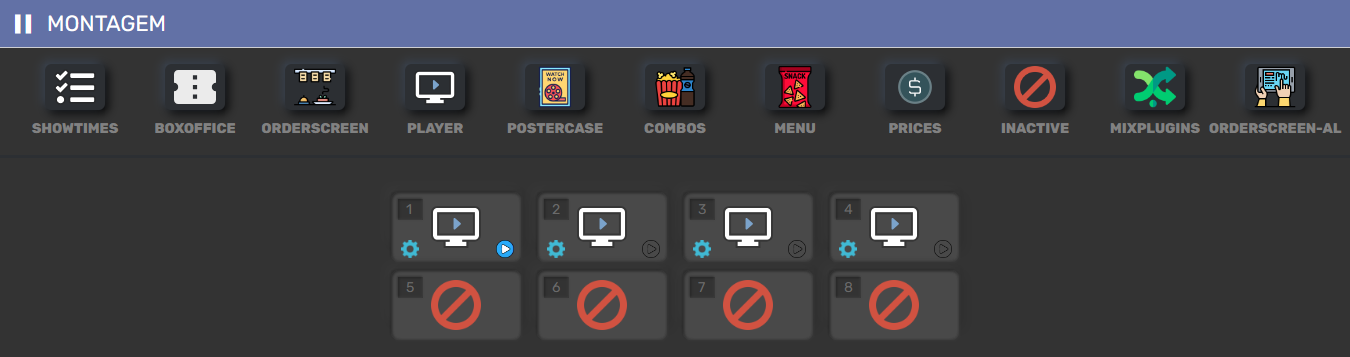 MONTAGEM
WATCH
NOW
SNACK
$
SHOWTIMES BOXOFFICE ORDERSCREEN PLAYER POSTERCASE COMBOS MENU PRICES INACTIVE MIXPLUGINS ORDERSCREEN-AL
1 2 3 4
5 6 7 8